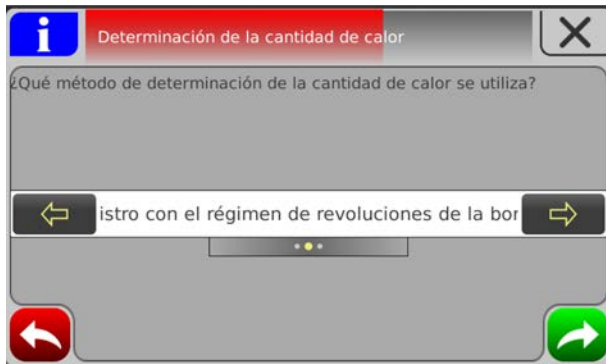 Determinación de la cantidad de calor
¿Qué método de determinación de la cantidad de calor se utiliza?
istro con el régimen de revoluciones de la bor